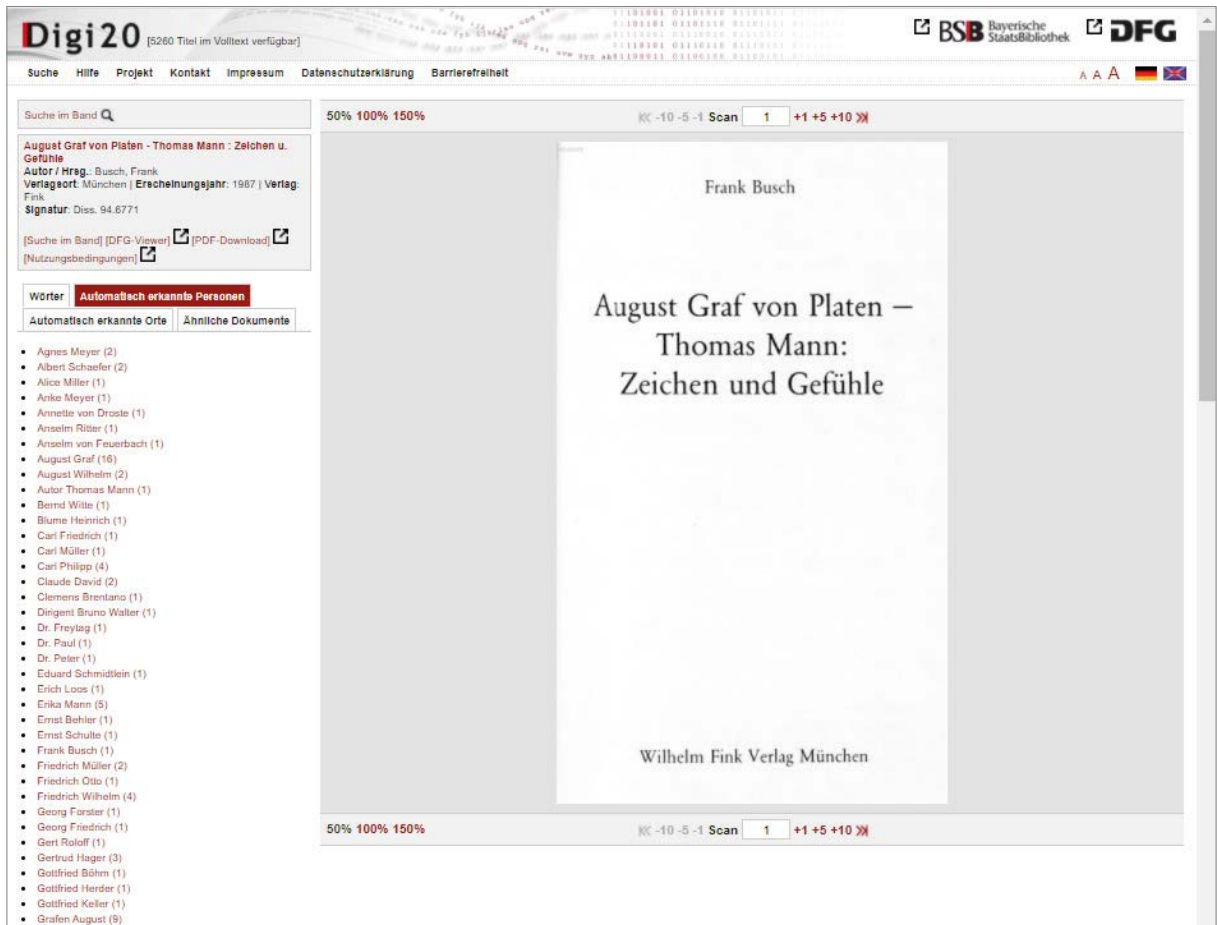 Digi20 [5260 Titel im Volltext verfügbar]
BSB Bayerische StaatsBibliothek DFG
Suche Hilfe Projekt Kontakt Impressum Datenschutzerklärung Barrierefreiheit
A A A
Suche im Band
50% 100% 150%
-10 -5 -1 Scan 1 +1 +5 +10
August Graf von Platen - Thomas Mann : Zeichen u.
Gefühle
Autor / Hrsg.: Busch, Frank
Verlagsort: München | Erscheinungsjahr: 1987 | Verlag:
Fink
Signatur: Diss. 94.6771
[Suche im Band] [DFG-Viewer] [PDF-Download]
[Nutzungsbedingungen]
Wörter Automatisch erkannte Personen
Automatisch erkannte Orte Ähnliche Dokumente
Agnes Meyer (2)
Albert Schaefer (2)
Alice Miller (1)
Anke Meyer (1)
Annette von Droste (1)
Anselm Ritter (1)
Anselm von Feuerbach (1)
August Graf (16)
August Wilhelm (2)
Autor Thomas Mann (1)
Bernd Witte (1)
Blume Heinrich (1)
Carl Friedrich (1)
Carl Müller (1)
Carl Philipp (4)
Claude David (2)
Clemens Brentano (1)
Dirigent Bruno Walter (1)
Dr. Freytag (1)
Dr. Paul (1)
Dr. Peter (1)
Eduard Schmidtlein (1)
Erich Loos (1)
Erika Mann (5)
Ernst Behler (1)
Ernst Schulte (1)
Frank Busch (1)
Friedrich Müller (2)
Friedrich Otto (1)
Friedrich Wilhelm (4)
Georg Forster (1)
Georg Friedrich (1)
Gert Roloff (1)
Gertrud Hager (3)
Gottfried Böhm (1)
Gottfried Herder (1)
Gottfried Keller (1)
Grafen August (9)
Frank Busch
August Graf von Platen –
Thomas Mann:
Zeichen und Gefühle
Wilhelm Fink Verlag München
50% 100% 150%
-10 -5 -1 Scan 1 +1 +5 +10